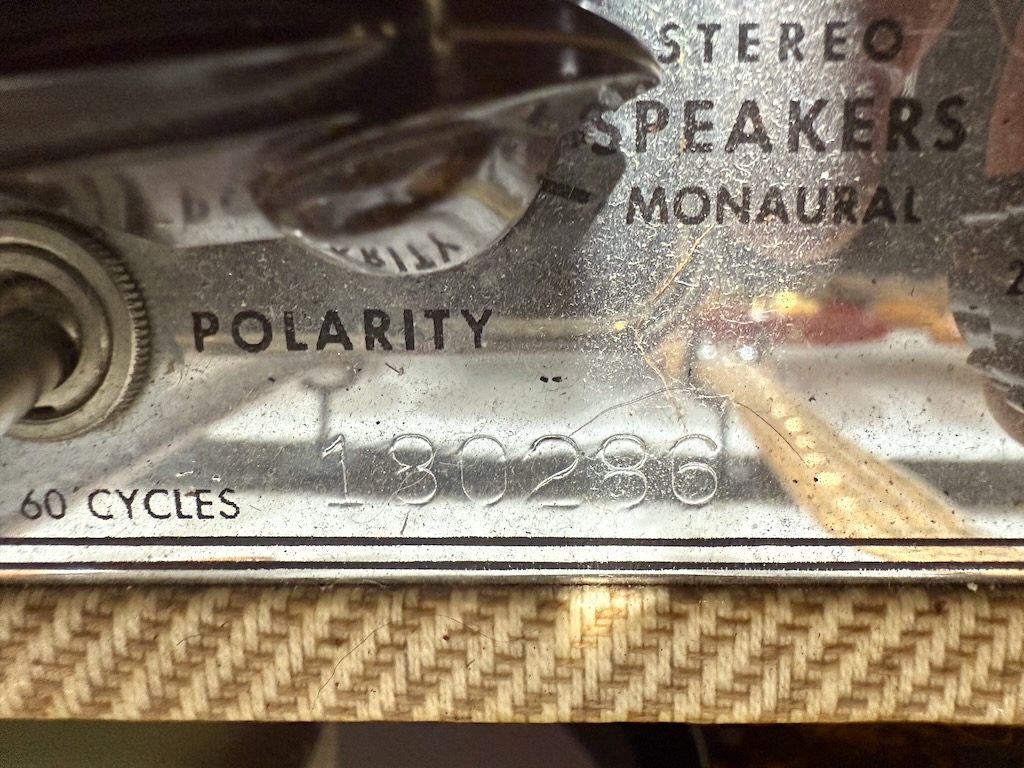 STEREO
SPEAKERS
MONAURAL
POLARITY
180286
60 CYCLES